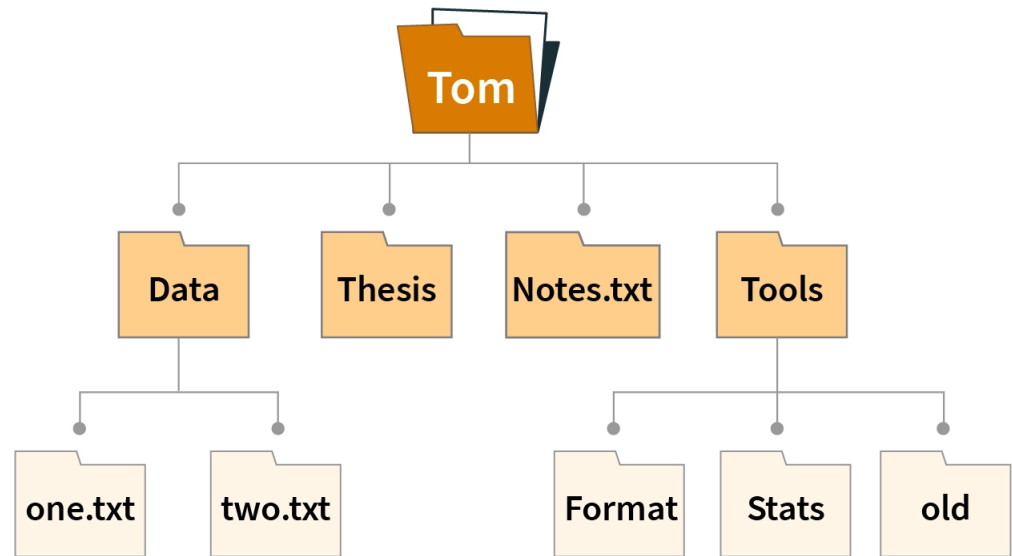 Tom
Data
Thesis
Notes.txt
Tools
one.txt
two.txt
Format
Stats
old